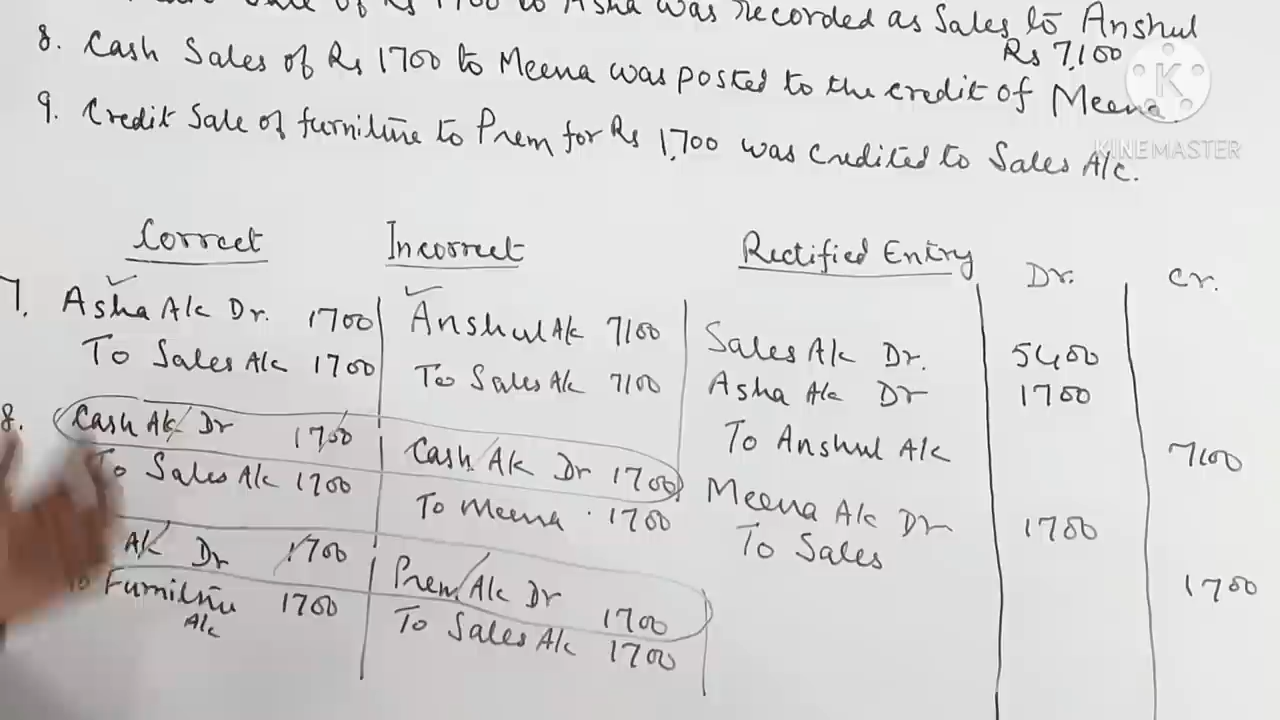 Sale of Rs 1700 to Asha was recorded as Sales to Anshul
Rs 7,100
8. Cash Sales of Rs 1700 to Meena was posted to the credit of Meena
9. Credit Sale of furniture to Prem for Rs 1,700 was credited to Sales A/c.
K
KINEMASTER
Correct Incorrect Rectified Entry Dr. Cr.
7. Asha A/c Dr. 1700 Anshul A/c 7100 Sales A/c Dr. 5400
To Sales A/c 1700 To Sales A/c 7100 Asha A/c Dr 1700
To Anshul A/c 7100
8. Cash A/c Dr 1700 Cash A/c Dr 1700
To Sales A/c 1700 To Meena 1700 Meena A/c Dr 1700
To Sales 1700
A/c Dr 1700 Prem A/c Dr 1700
Furniture 1700 To Sales A/c 1700
A/c